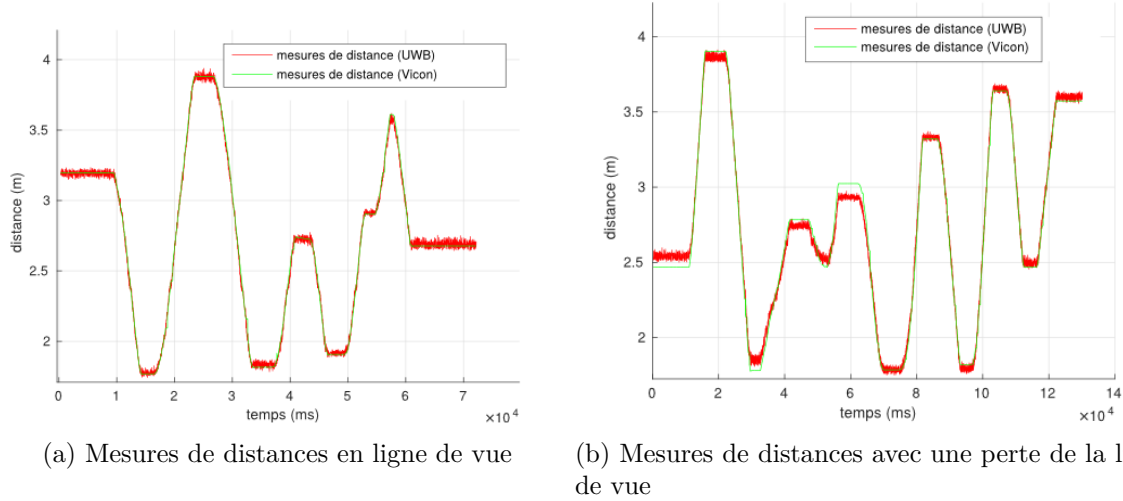 mesures de distance (UWB)
mesures de distance (Vicon)
distance (m)
4
3.5
3
2.5
2
0 1 2 3 4 5 6 7
×10⁴
temps (ms)
(a) Mesures de distances en ligne de vue
mesures de distance (UWB)
mesures de distance (Vicon)
distance (m)
4
3.5
3
2.5
2
0 2 4 6 8 10 12 14
×10⁴
temps (ms)
(b) Mesures de distances avec une perte de la l
de vue